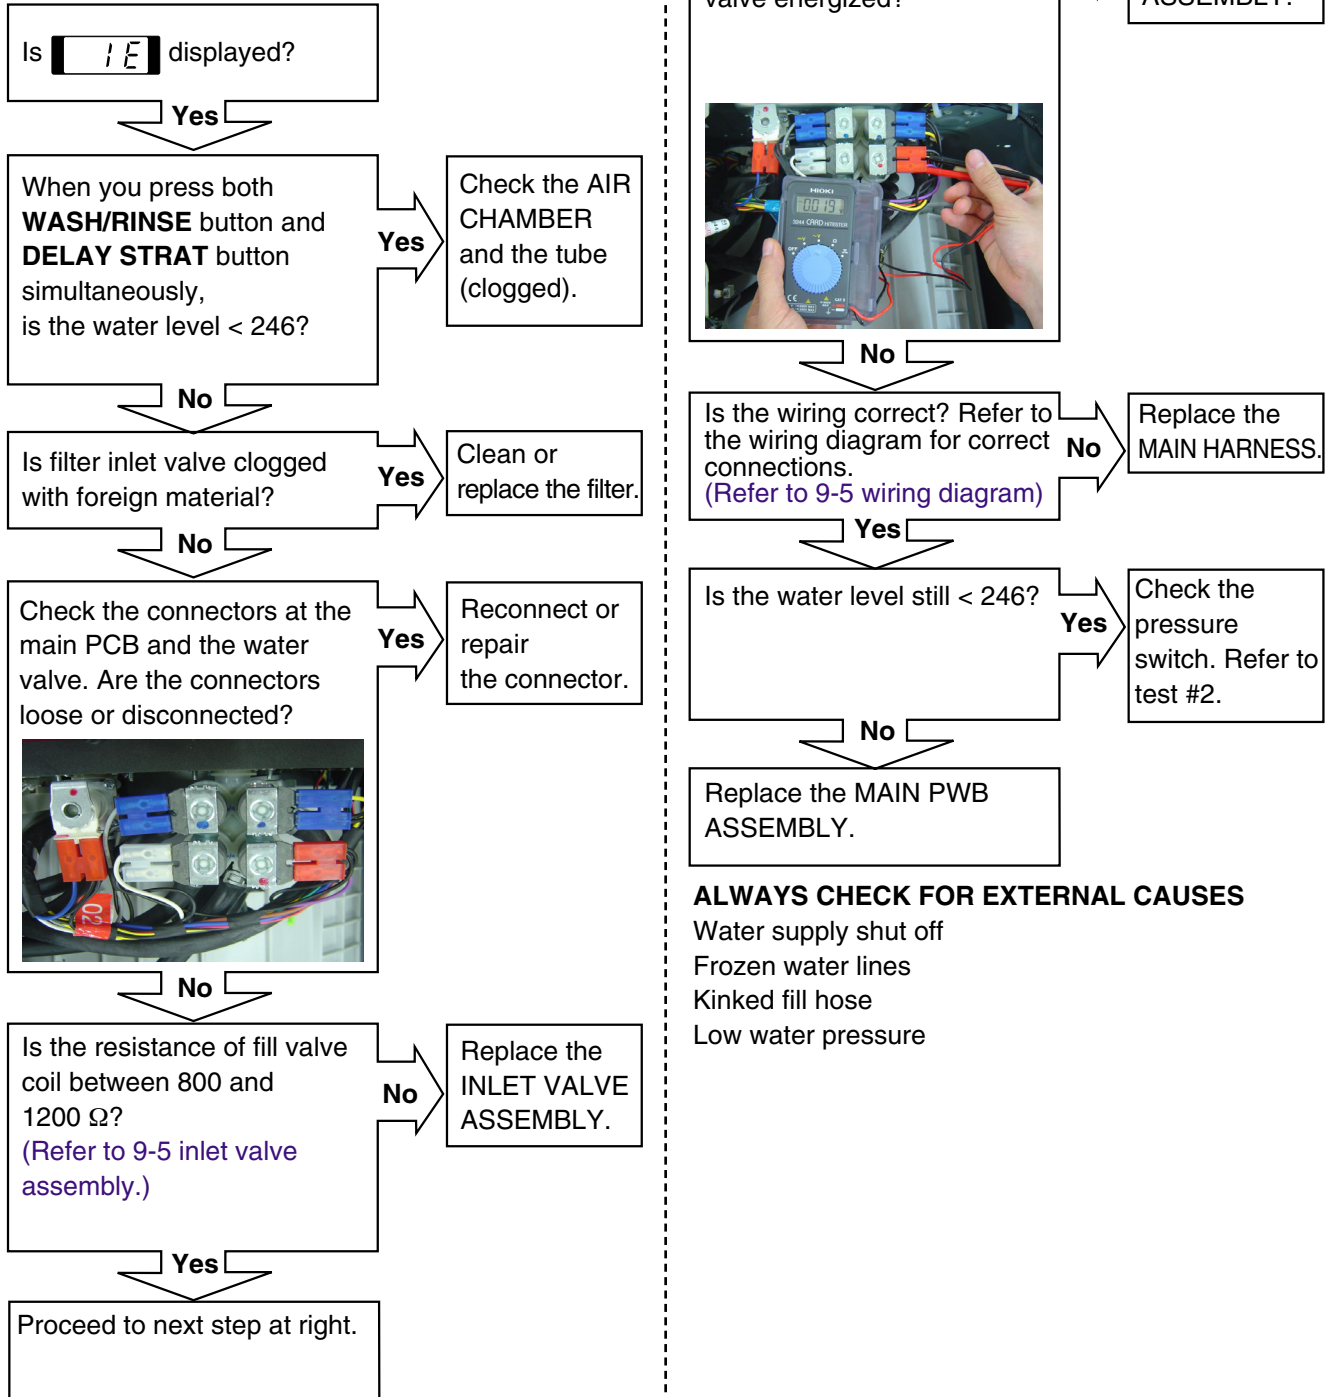 Is 1E displayed?
Yes
When you press both
WASH/RINSE button and
DELAY STRAT button
simultaneously,
is the water level < 246?
Yes
Check the AIR
CHAMBER
and the tube
(clogged).
No
Is filter inlet valve clogged
with foreign material?
Yes
Clean or
replace the filter.
No
Check the connectors at the
main PCB and the water
valve. Are the connectors
loose or disconnected?
Yes
Reconnect or
repair
the connector.
No
Is the resistance of fill valve
coil between 800 and
1200 Ω?
(Refer to 9-5 inlet valve
assembly.)
No
Replace the
INLET VALVE
ASSEMBLY.
Yes
Proceed to next step at right.
valve energized?
ASSEMBLY.
HIOKI
CARD HiTESTER
OFF
No
Is the wiring correct? Refer to
the wiring diagram for correct
connections.
(Refer to 9-5 wiring diagram)
No
Replace the
MAIN HARNESS.
Yes
Is the water level still < 246?
Yes
Check the
pressure
switch. Refer to
test #2.
No
Replace the MAIN PWB
ASSEMBLY.
ALWAYS CHECK FOR EXTERNAL CAUSES
Water supply shut off
Frozen water lines
Kinked fill hose
Low water pressure